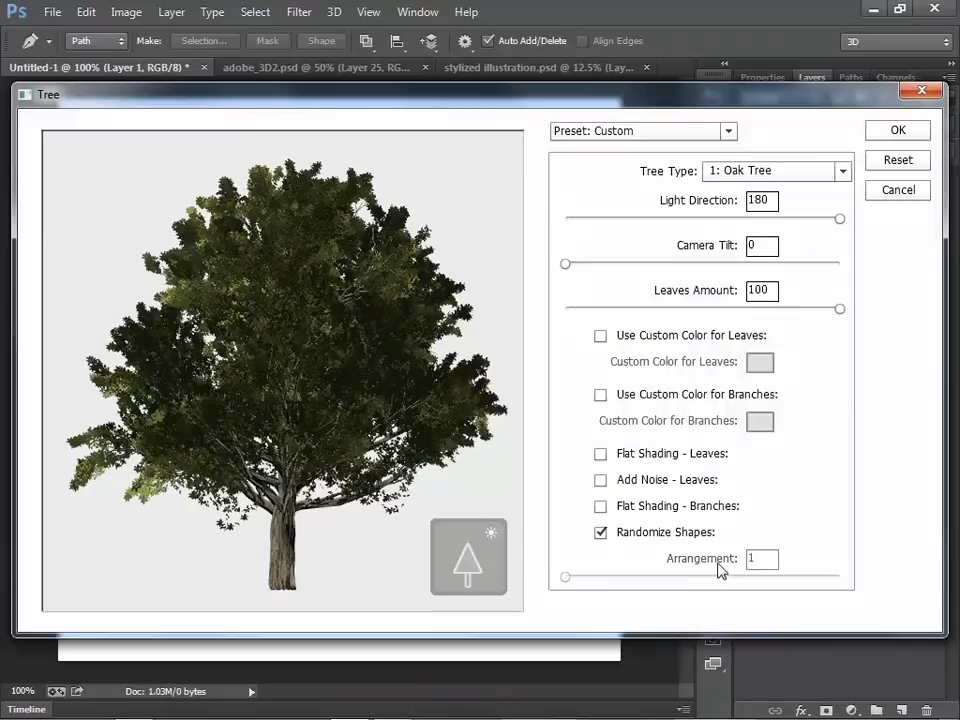 Ps File Edit Image Layer Type Select Filter 3D View Window Help
Path Make: Selection... Mask Shape Auto Add/Delete Align Edges 3D
Untitled-1 @ 100% (Layer 1, RGB/8) * × adobe_3D2.psd @ 50% (Layer 25, RG... × stylized illustration.psd @ 12.5% (Lay... × Properties Layers Paths Channels
Tree
Preset: Custom
OK
Tree Type: 1: Oak Tree
Reset
Light Direction: 180
Cancel
Camera Tilt: 0
Leaves Amount: 100
Use Custom Color for Leaves:
Custom Color for Leaves:
Use Custom Color for Branches:
Custom Color for Branches:
Flat Shading - Leaves:
Add Noise - Leaves:
Flat Shading - Branches:
Randomize Shapes:
Arrangement: 1
100% Doc: 1.03M/0 bytes
fx
Timeline